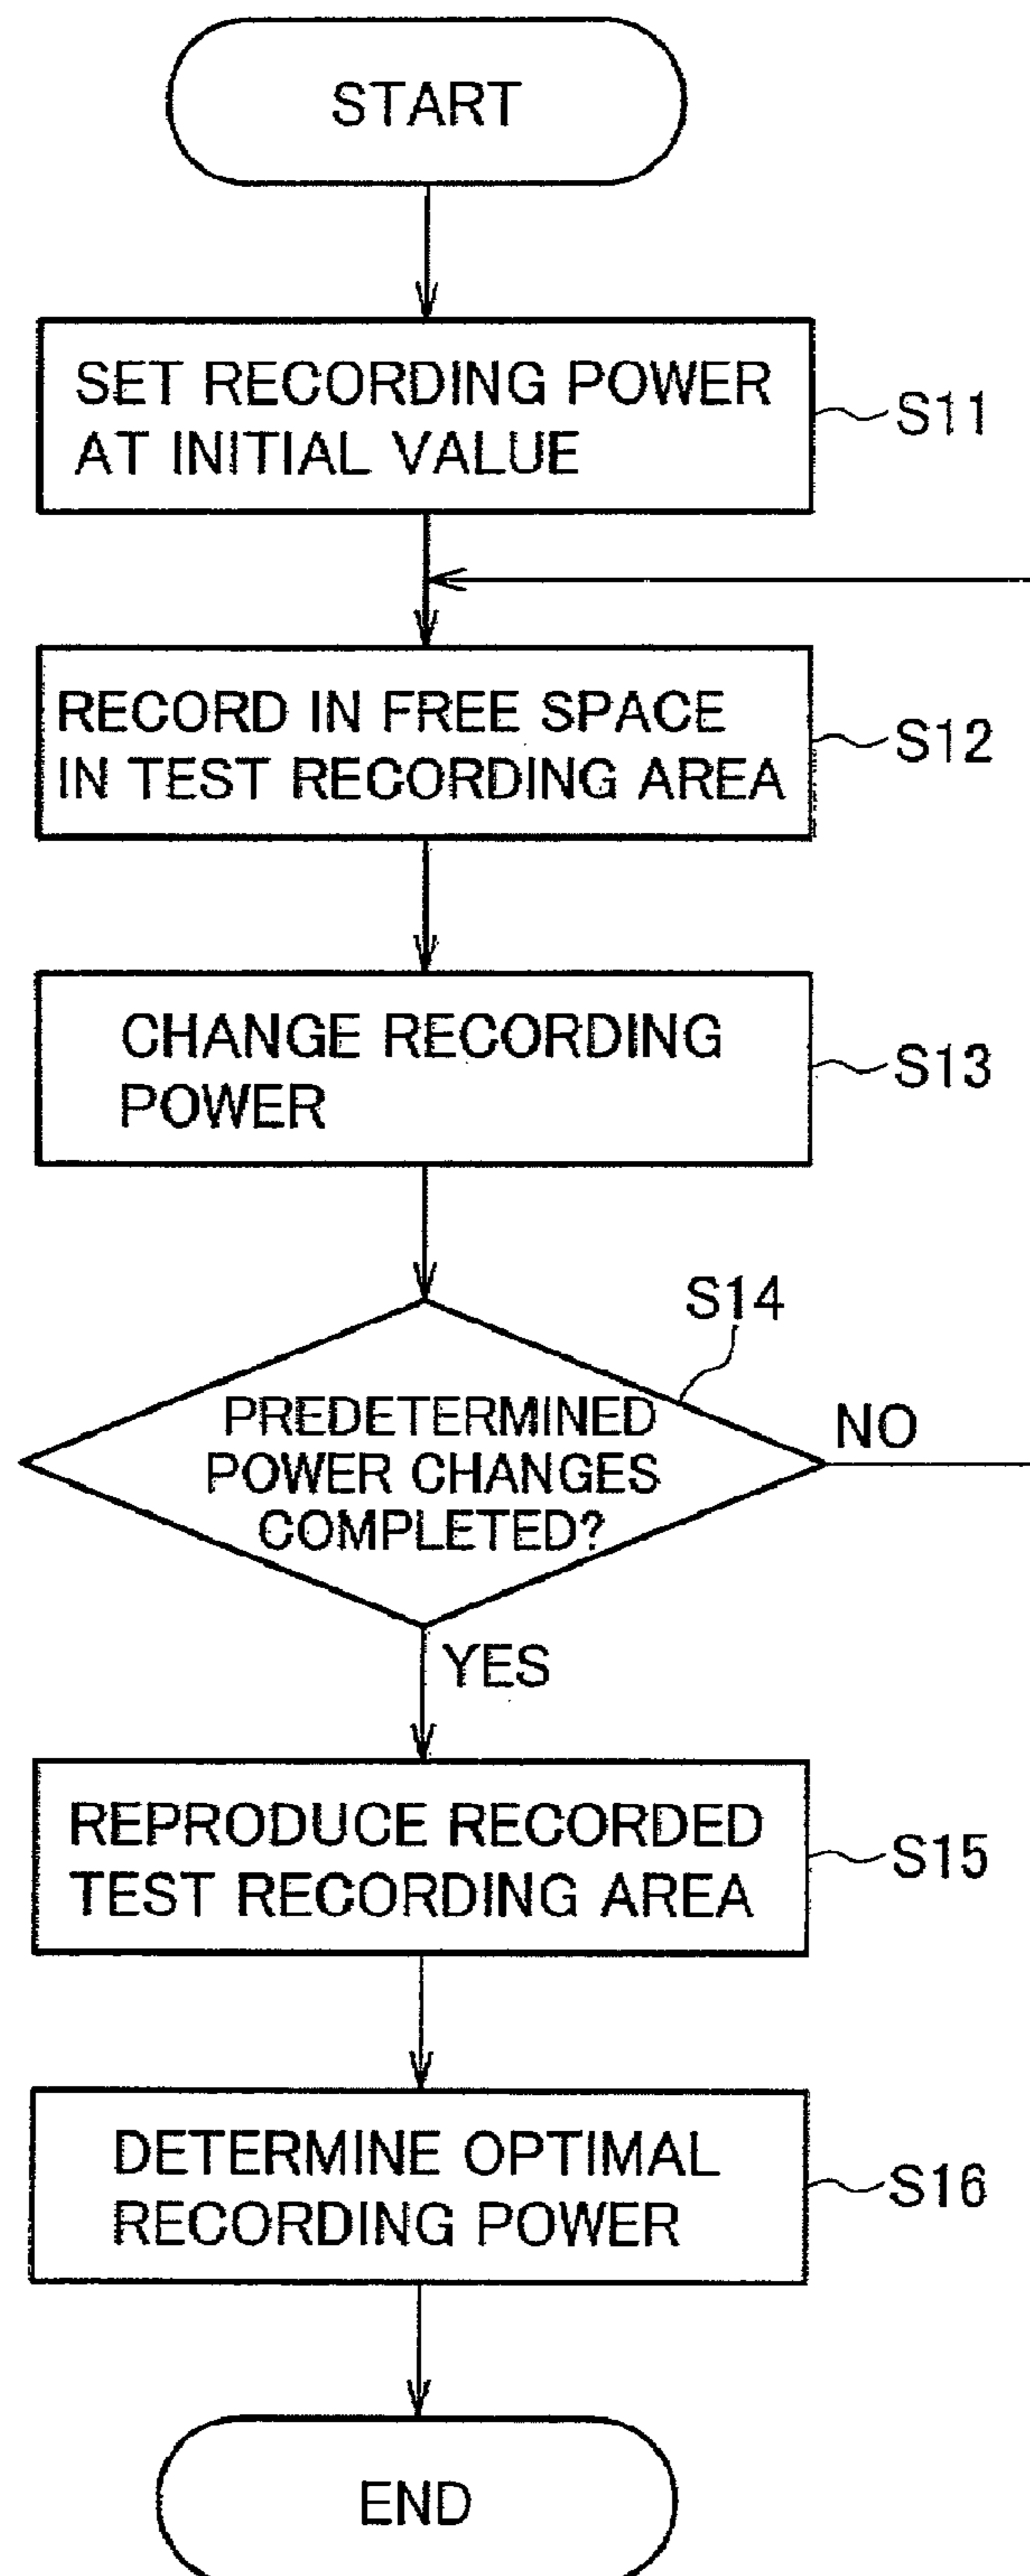 START
SET RECORDING POWER
AT INITIAL VALUE
S11
RECORD IN FREE SPACE
IN TEST RECORDING AREA
S12
CHANGE RECORDING
POWER
S13
S14
PREDETERMINED
POWER CHANGES
COMPLETED?
NO
YES
REPRODUCE RECORDED
TEST RECORDING AREA
S15
DETERMINE OPTIMAL
RECORDING POWER
S16
END